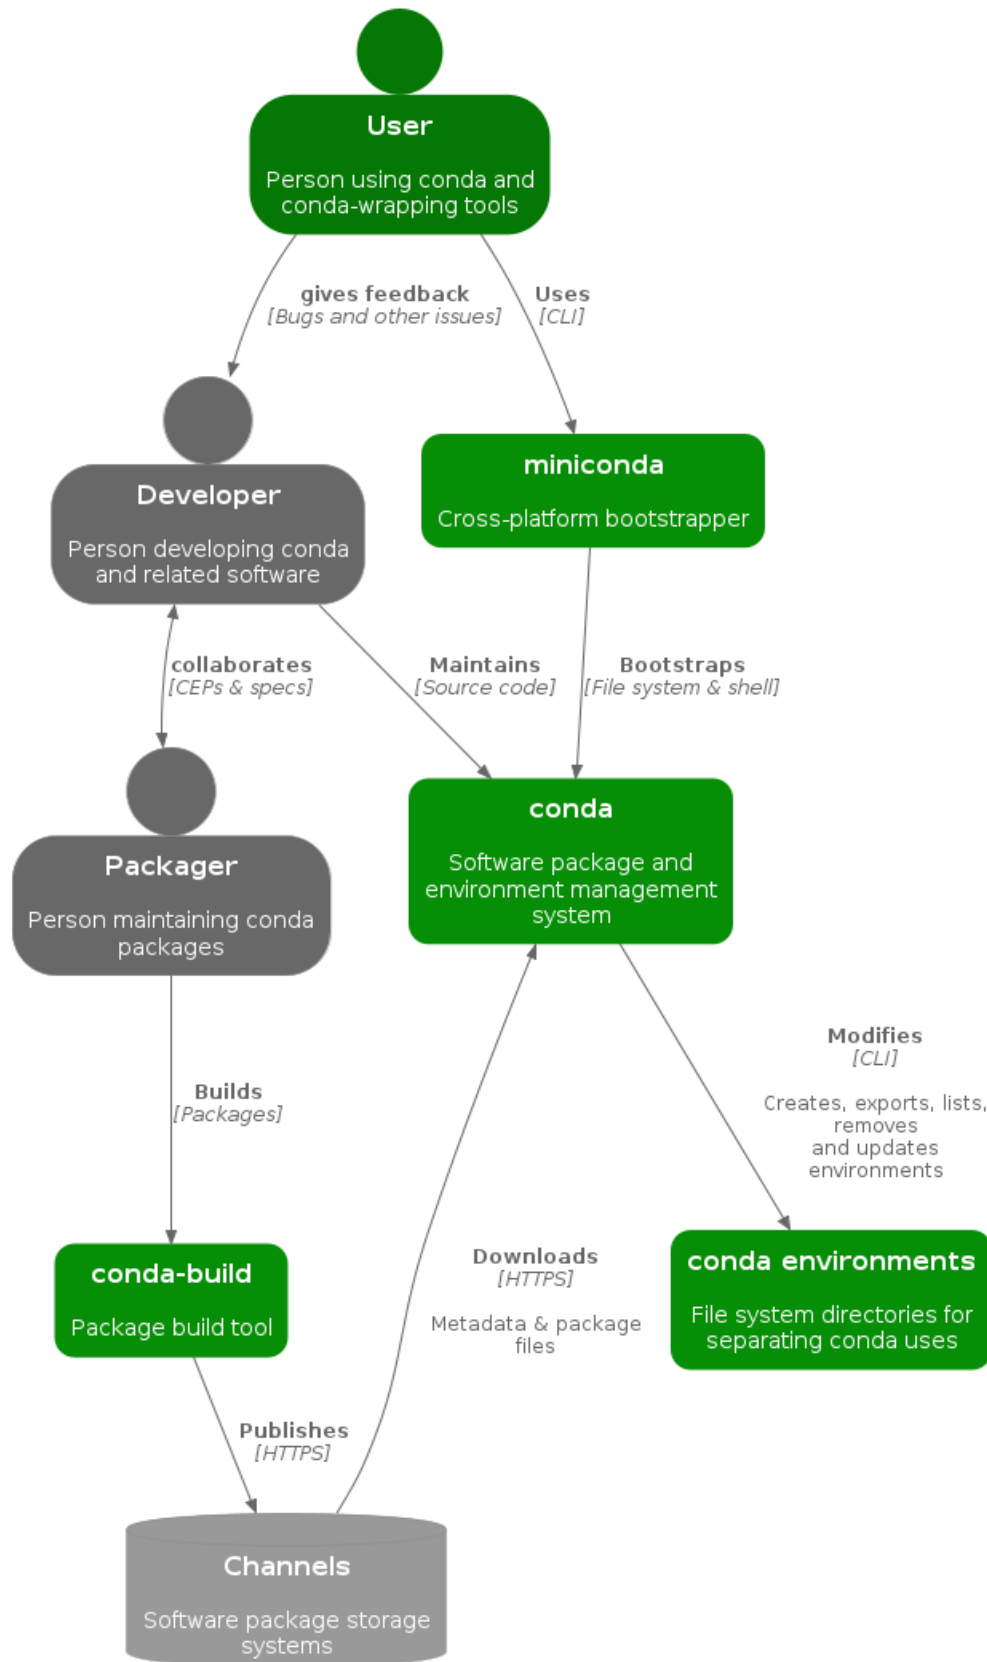 User
Person using conda and
conda-wrapping tools
gives feedback
[Bugs and other issues]
Uses
[CLI]
Developer
Person developing conda
and related software
miniconda
Cross-platform bootstrapper
collaborates
[CEPs & specs]
Maintains
[Source code]
Bootstraps
[File system & shell]
Packager
Person maintaining conda
packages
conda
Software package and
environment management
system
Modifies
[CLI]
Creates, exports, lists,
removes
and updates
environments
Builds
[Packages]
conda-build
Package build tool
Downloads
[HTTPS]
Metadata & package
files
conda environments
File system directories for
separating conda uses
Publishes
[HTTPS]
Channels
Software package storage
systems